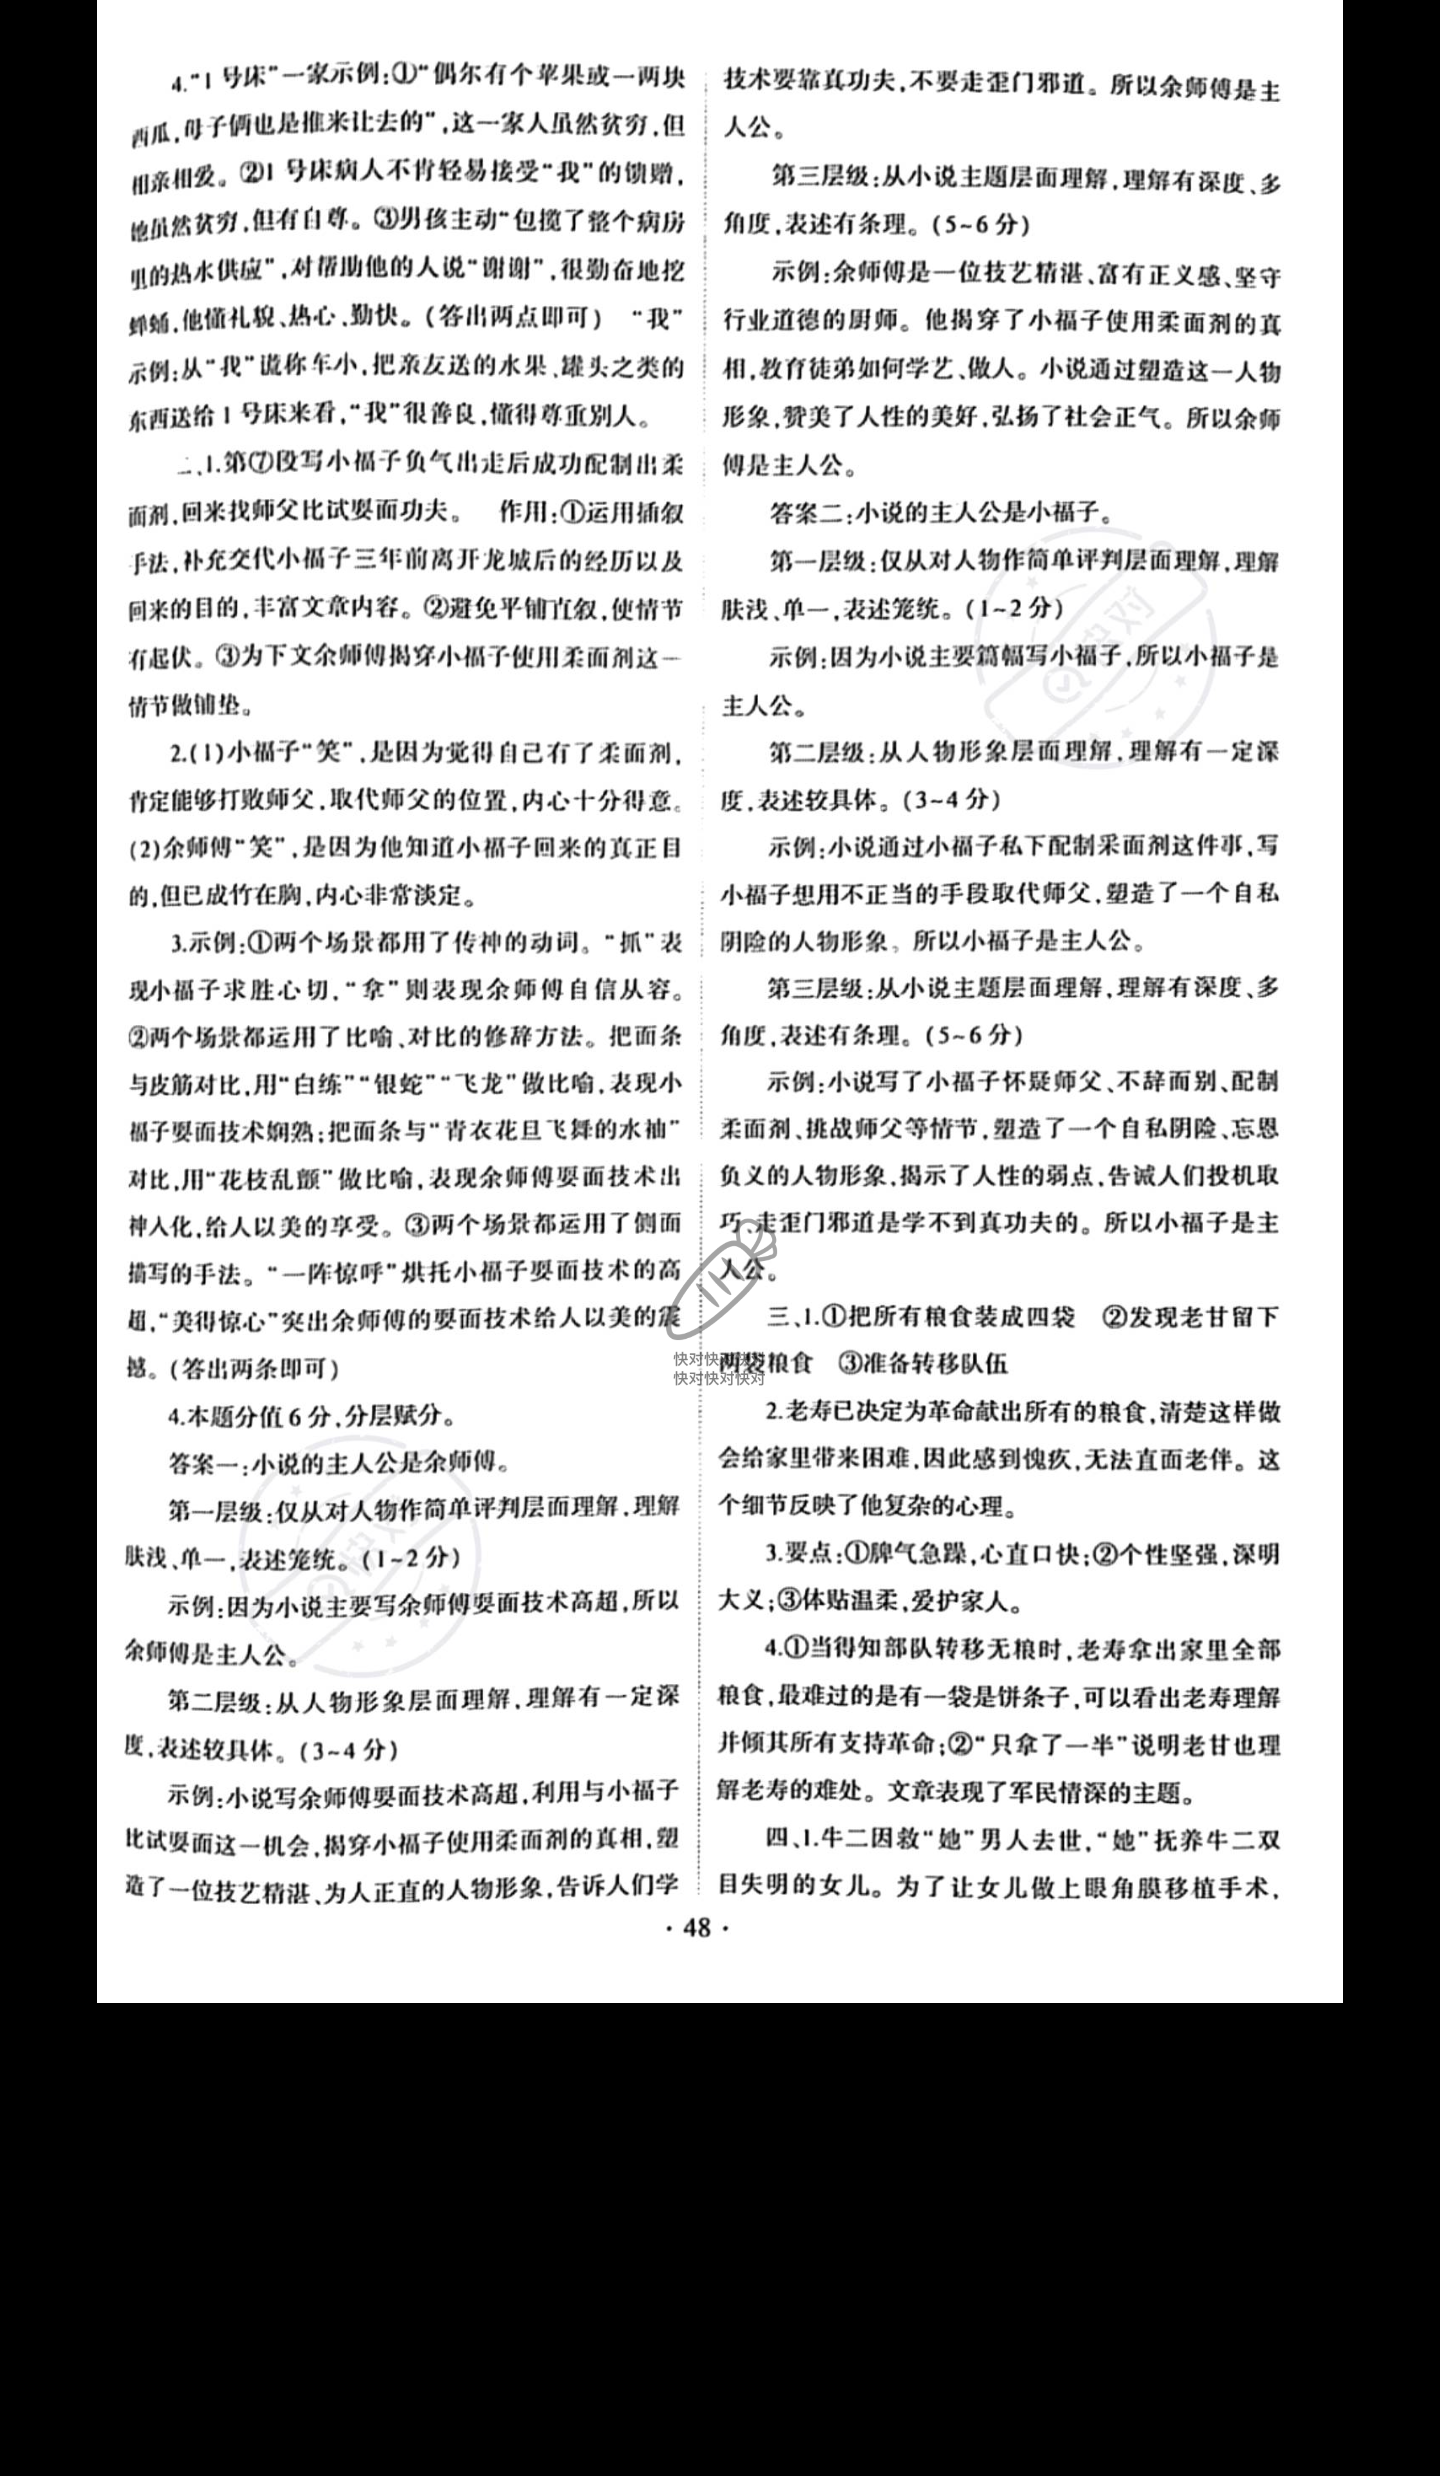 4.“1 号床”一家示例:①“偶尔有个苹果或一两块
西瓜,母子俩也是推来让去的”,这一家人虽然贫穷,但
相亲相爱。②1 号床病人不肯轻易接受“我”的馈赠,
她虽然贫穷,但有自尊。③男孩主动“包揽了整个病房
里的热水供应”,对帮助他的人说“谢谢”,很勤奋地挖
蝉蛹,他懂礼貌、热心、勤快。(答出两点即可) “我”
示例:从“我”谎称车小,把亲友送的水果、罐头之类的
东西送给 1 号床来看,“我”很善良,懂得尊重别人。
二、1.第⑦段写小福子负气出走后成功配制出柔
面剂,回来找师父比试耍面功夫。 作用:①运用插叙
手法,补充交代小福子三年前离开龙城后的经历以及
回来的目的,丰富文章内容。②避免平铺直叙,使情节
有起伏。③为下文余师傅揭穿小福子使用柔面剂这一
情节做铺垫。
2.(1)小福子“笑”,是因为觉得自己有了柔面剂,
肯定能够打败师父,取代师父的位置,内心十分得意。
(2)余师傅“笑”,是因为他知道小福子回来的真正目
的,但已成竹在胸,内心非常淡定。
3.示例:①两个场景都用了传神的动词。“抓”表
现小福子求胜心切,“拿”则表现余师傅自信从容。
②两个场景都运用了比喻、对比的修辞方法。把面条
与皮筋对比,用“白练”“银蛇”“飞龙”做比喻,表现小
福子耍面技术娴熟;把面条与“青衣花旦飞舞的水袖”
对比,用“花枝乱颤”做比喻,表现余师傅耍面技术出
神入化,给人以美的享受。③两个场景都运用了侧面
描写的手法。“一阵惊呼”烘托小福子耍面技术的高
超,“美得惊心”突出余师傅的耍面技术给人以美的震
撼。(答出两条即可)
4.本题分值 6 分,分层赋分。
答案一:小说的主人公是余师傅。
第一层级:仅从对人物作简单评判层面理解,理解
肤浅、单一,表述笼统。(1~2 分)
示例:因为小说主要写余师傅耍面技术高超,所以
余师傅是主人公。
第二层级:从人物形象层面理解,理解有一定深
度,表述较具体。(3~4 分)
示例:小说写余师傅耍面技术高超,利用与小福子
比试耍面这一机会,揭穿小福子使用柔面剂的真相,塑
造了一位技艺精湛、为人正直的人物形象,告诉人们学
技术要靠真功夫,不要走歪门邪道。所以余师傅是主
人公。
第三层级:从小说主题层面理解,理解有深度、多
角度,表述有条理。(5~6 分)
示例:余师傅是一位技艺精湛、富有正义感、坚守
行业道德的厨师。他揭穿了小福子使用柔面剂的真
相,教育徒弟如何学艺、做人。小说通过塑造这一人物
形象,赞美了人性的美好,弘扬了社会正气。所以余师
傅是主人公。
答案二:小说的主人公是小福子。
第一层级:仅从对人物作简单评判层面理解,理解
肤浅、单一,表述笼统。(1~2 分)
示例:因为小说主要篇幅写小福子,所以小福子是
主人公。
第二层级:从人物形象层面理解,理解有一定深
度,表述较具体。(3~4 分)
示例:小说通过小福子私下配制采面剂这件事,写
小福子想用不正当的手段取代师父,塑造了一个自私
阴险的人物形象。所以小福子是主人公。
第三层级:从小说主题层面理解,理解有深度、多
角度,表述有条理。(5~6 分)
示例:小说写了小福子怀疑师父、不辞而别、配制
柔面剂、挑战师父等情节,塑造了一个自私阴险、忘恩
负义的人物形象,揭示了人性的弱点,告诫人们投机取
巧、走歪门邪道是学不到真功夫的。所以小福子是主
人公。
三、1.①把所有粮食装成四袋 ②发现老甘留下
两袋粮食 ③准备转移队伍
2.老寿已决定为革命献出所有的粮食,清楚这样做
会给家里带来困难,因此感到愧疚,无法直面老伴。这
个细节反映了他复杂的心理。
3.要点:①脾气急躁,心直口快;②个性坚强,深明
大义;③体贴温柔,爱护家人。
4.①当得知部队转移无粮时,老寿拿出家里全部
粮食,最难过的是有一袋是饼条子,可以看出老寿理解
并倾其所有支持革命;②“只拿了一半”说明老甘也理
解老寿的难处。文章表现了军民情深的主题。
四、1.牛二因救“她”男人去世,“她”抚养牛二双
目失明的女儿。为了让女儿做上眼角膜移植手术,
快对快对快对
快对快对快对
· 48 ·